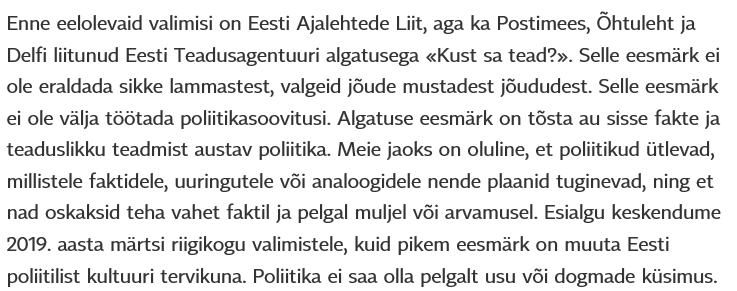 Enne eelolevaid valimisi on Eesti Ajalehtede Liit, aga ka Postimees, Õhtuleht ja
Delfi liitunud Eesti Teadusagentuuri algatusega «Kust sa tead?». Selle eesmärk ei
ole eraldada sikke lammastest, valgeid jõude mustadest jõududest. Selle eesmärk
ei ole välja töötada poliitikasoovitusi. Algatuse eesmärk on tõsta au sisse fakte ja
teaduslikku teadmist austav poliitika. Meie jaoks on oluline, et poliitikud ütlevad,
millistele faktidele, uuringutele või analoogidele nende plaanid tuginevad, ning et
nad oskaksid teha vahet faktil ja pelgal muljel või arvamusel. Esialgu keskendume
2019. aasta märtsi riigikogu valimistele, kuid pikem eesmärk on muuta Eesti
poliitilist kultuuri tervikuna. Poliitika ei saa olla pelgalt usu või dogmade küsimus.